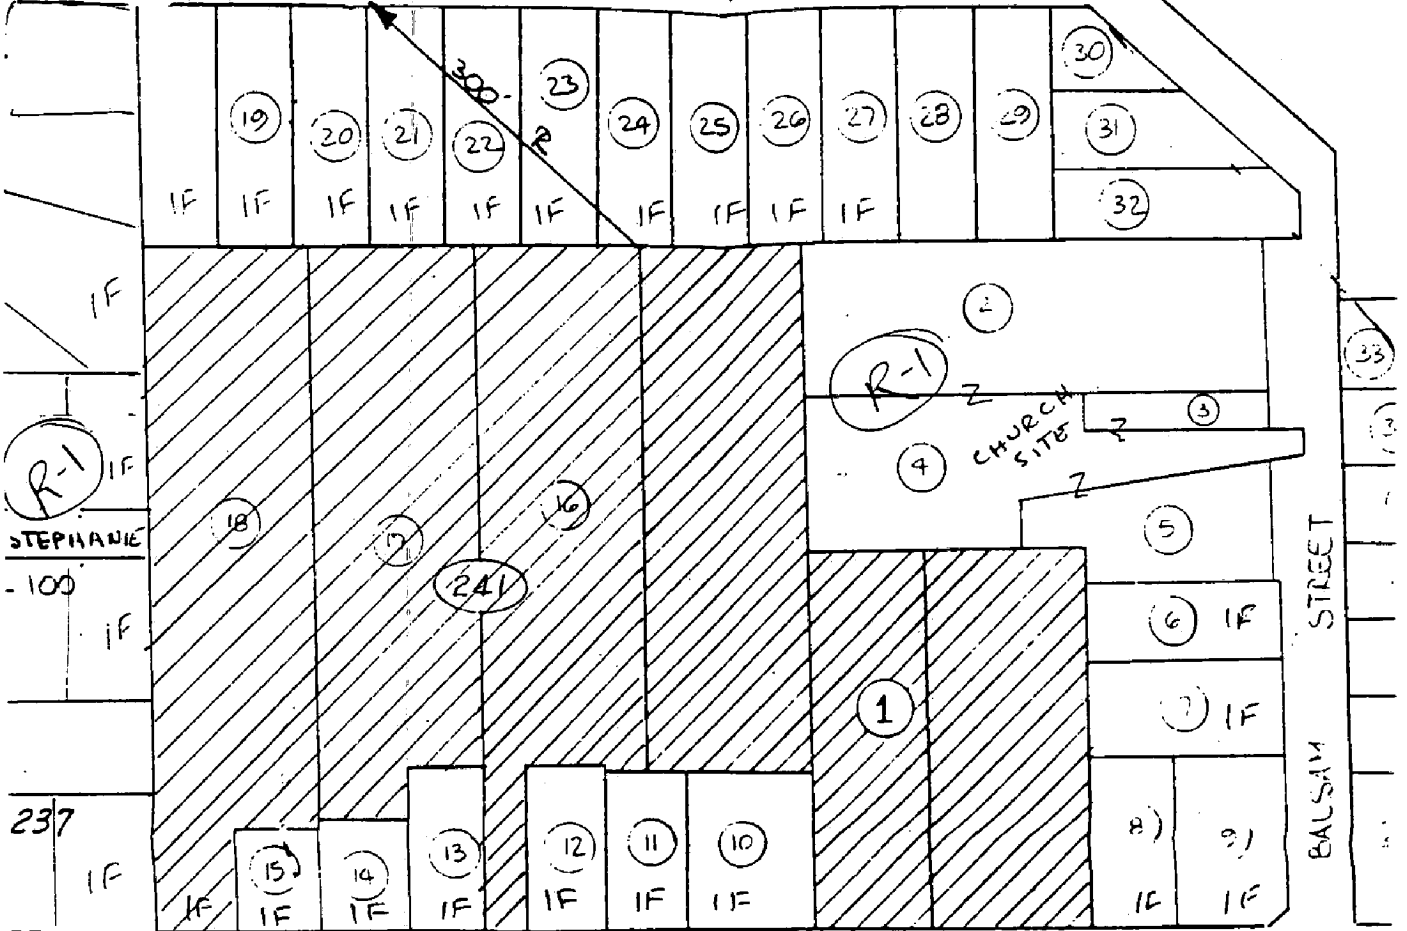 30
300'
R
19
20
21
22
23
24
25
26
27
28
29
31
32
1F
1F
1F
1F
1F
1F
1F
1F
1F
1F
1F
2
33
R-1
Z
3
CHURCH
SITE
Z
4
Z
R-1
1F
STEPHANIE
- 100
1F
18
17
16
241
5
STREET
6
1F
1
7
1F
BALSAM
237
1F
15
14
13
12
11
10
8
9
1F
1F
1F
1F
1F
1F
1F
1F
1F